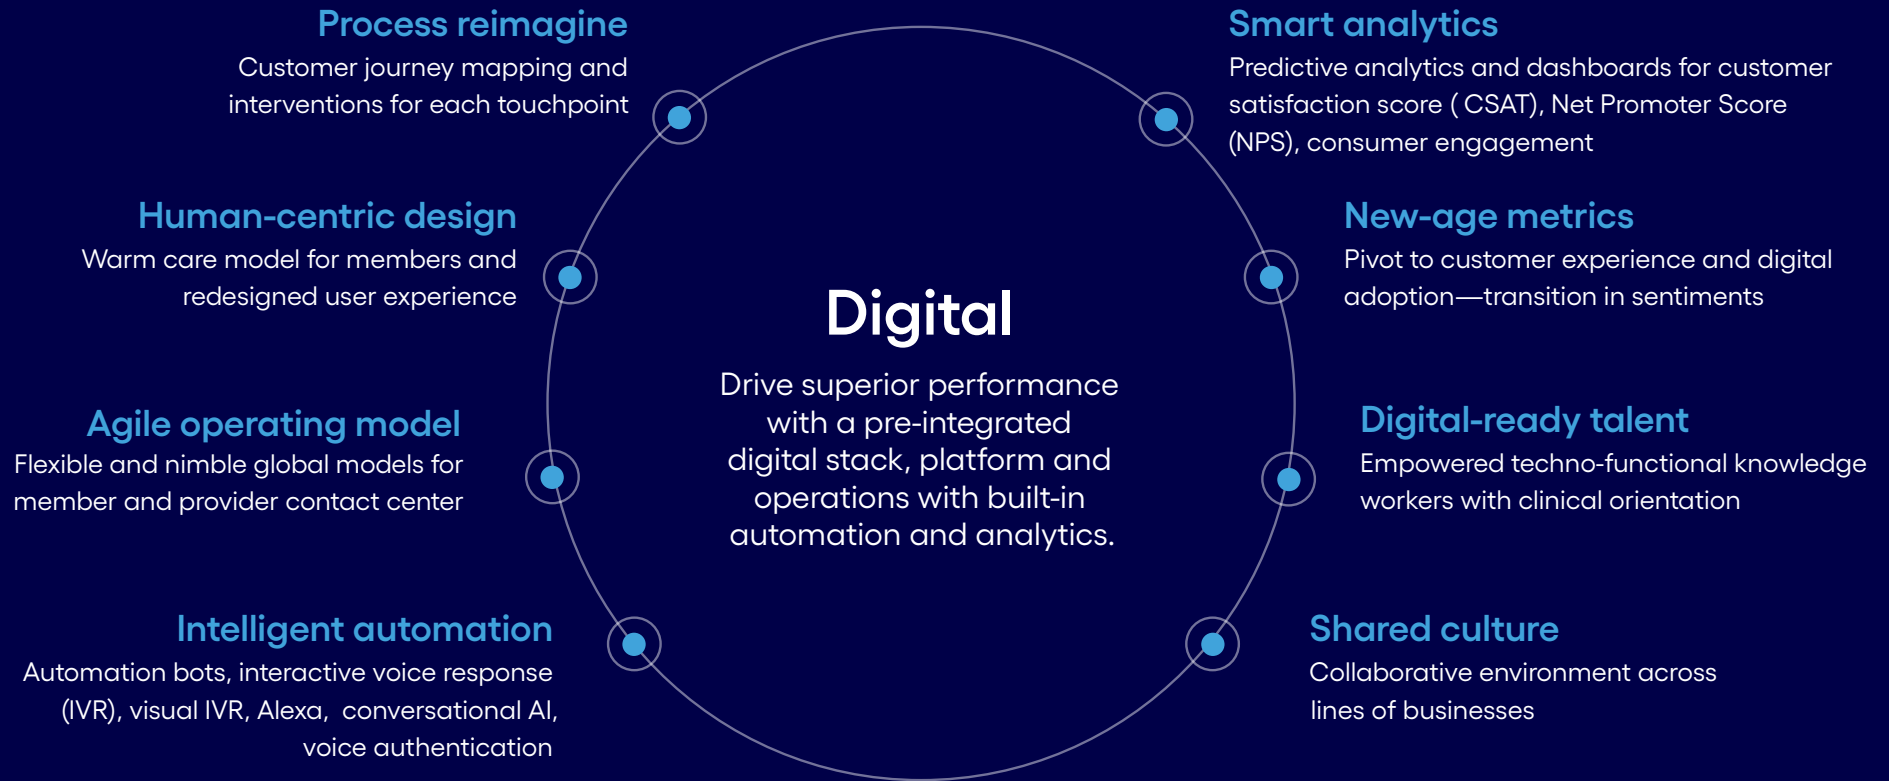 Process reimagine
Customer journey mapping and
interventions for each touchpoint
Human-centric design
Warm care model for members and
redesigned user experience
Agile operating model
Flexible and nimble global models for
member and provider contact center
Intelligent automation
Automation bots, interactive voice response
(IVR), visual IVR, Alexa,  conversational AI,
voice authentication
Digital
Drive superior performance
with a pre-integrated
digital stack, platform and
operations with built-in
automation and analytics.
Smart analytics
Predictive analytics and dashboards for customer
satisfaction score ( CSAT), Net Promoter Score
(NPS), consumer engagement
New-age metrics
Pivot to customer experience and digital
adoption—transition in sentiments
Digital-ready talent
Empowered techno-functional knowledge
workers with clinical orientation
Shared culture
Collaborative environment across
lines of businesses